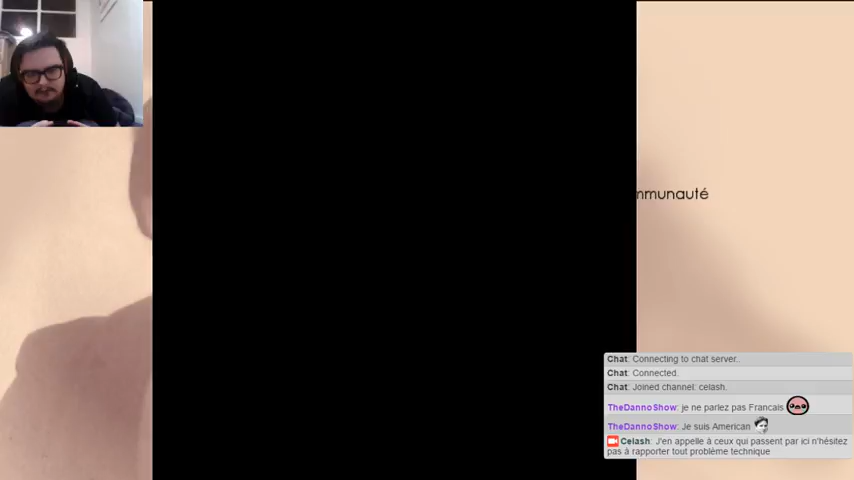 mmunauté
Chat: Connecting to chat server..
Chat: Connected.
Chat: Joined channel: celash.
TheDannoShow: je ne parlez pas Francais
TheDannoShow: Je suis American
Celash: J'en appelle à ceux qui passent par ici n'hésitez
pas à rapporter tout problème technique